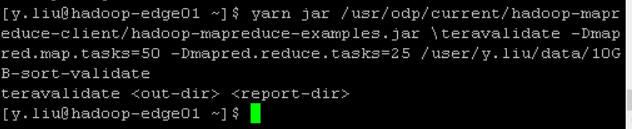 [y.liu@hadoop-edge01 ~]$ yarn jar /usr/odp/current/hadoop-mapr
educe-client/hadoop-mapreduce-examples.jar \teravalidate -Dmap
red.map.tasks=50 -Dmapred.reduce.tasks=25 /user/y.liu/data/10G
B-sort-validate
teravalidate <out-dir> <report-dir>
[y.liu@hadoop-edge01 ~]$